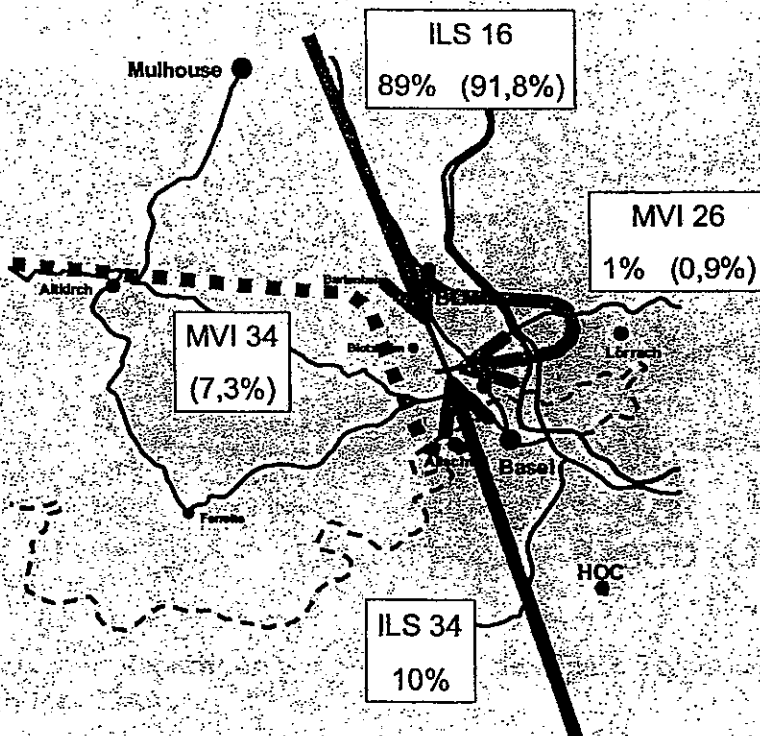 ILS 16
89% (91,8%)
Mulhouse
MVI 26
1% (0,9%)
Altkirch
MVI 34
(7,3%)
Lörrach
Basel
Ferrette
HOC
ILS 34
10%